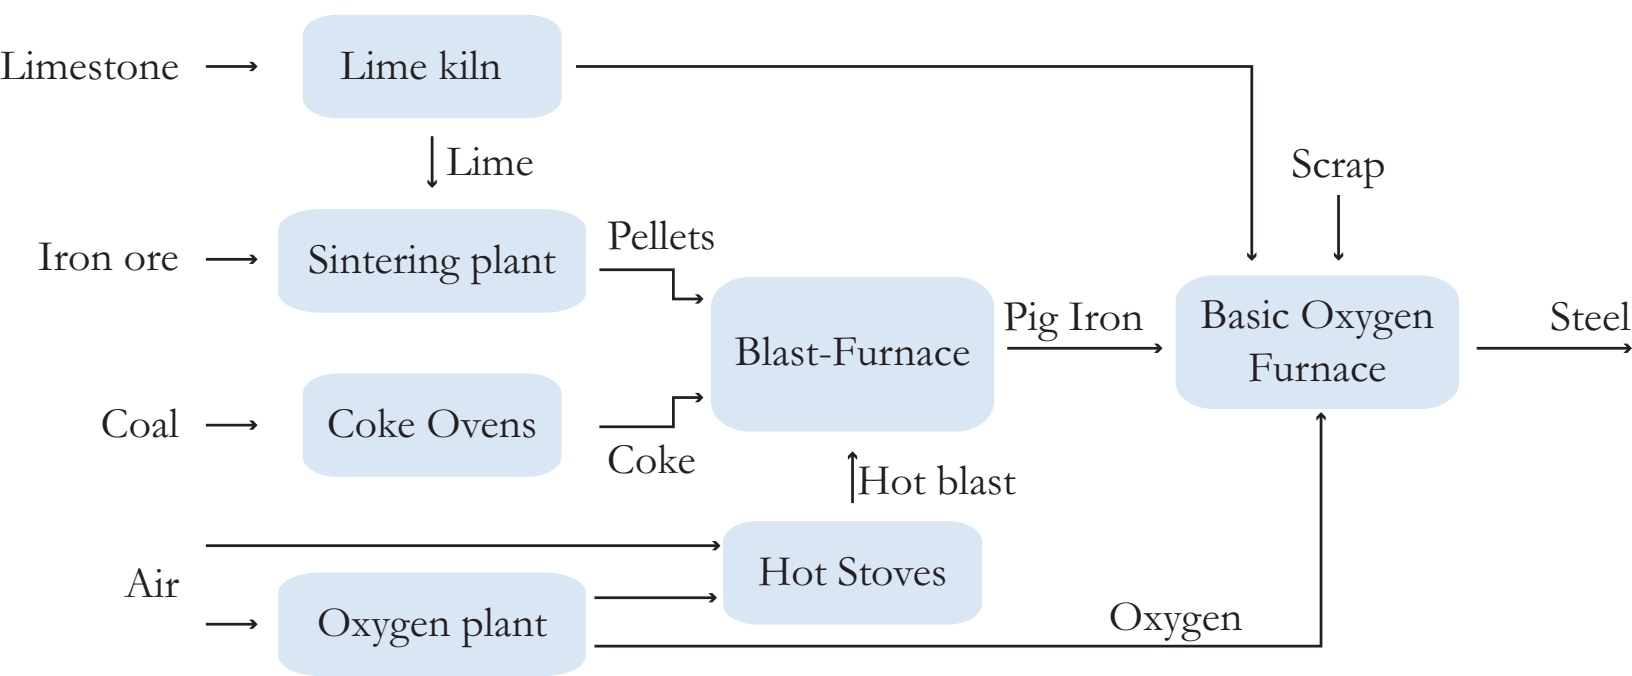 Limestone
Lime kiln
Lime
Scrap
Iron ore
Sintering plant
Pellets
Blast-Furnace
Pig Iron
Basic Oxygen
Furnace
Steel
Coal
Coke Ovens
Coke
Hot blast
Air
Hot Stoves
Oxygen plant
Oxygen